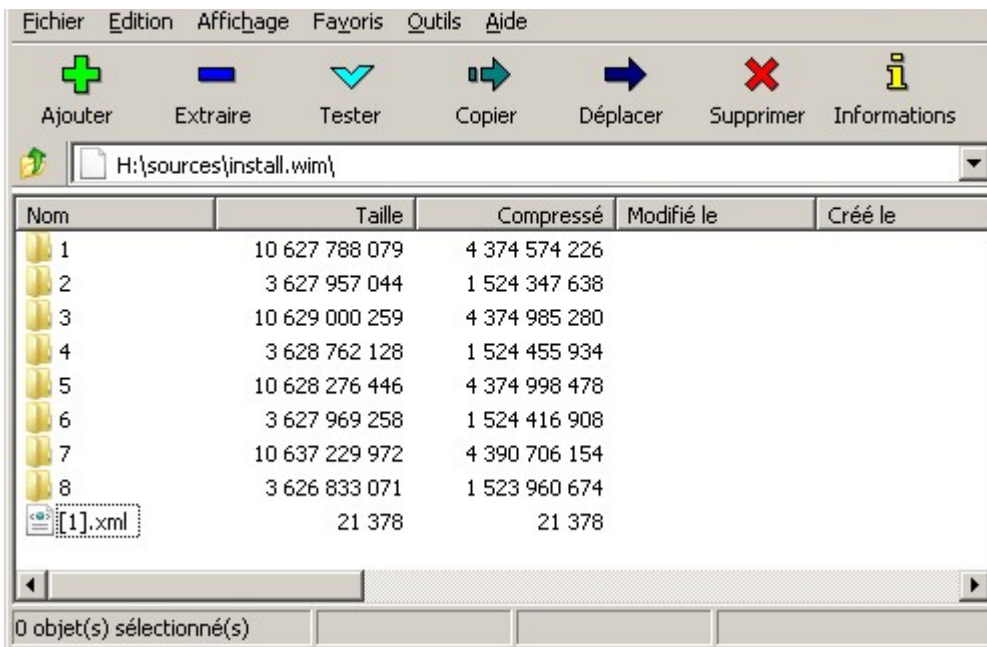 Fichier Edition Affichage Favoris Outils Aide
Ajouter Extraire Tester Copier Déplacer Supprimer Informations
H:\sources\install.wim\
Nom Taille Compressé Modifié le Créé le
1 10 627 788 079 4 374 574 226
2 3 627 957 044 1 524 347 638
3 10 629 000 259 4 374 985 280
4 3 628 762 128 1 524 455 934
5 10 628 276 446 4 374 998 478
6 3 627 969 258 1 524 416 908
7 10 637 229 972 4 390 706 154
8 3 626 833 071 1 523 960 674
[1].xml 21 378 21 378
0 objet(s) sélectionné(s)